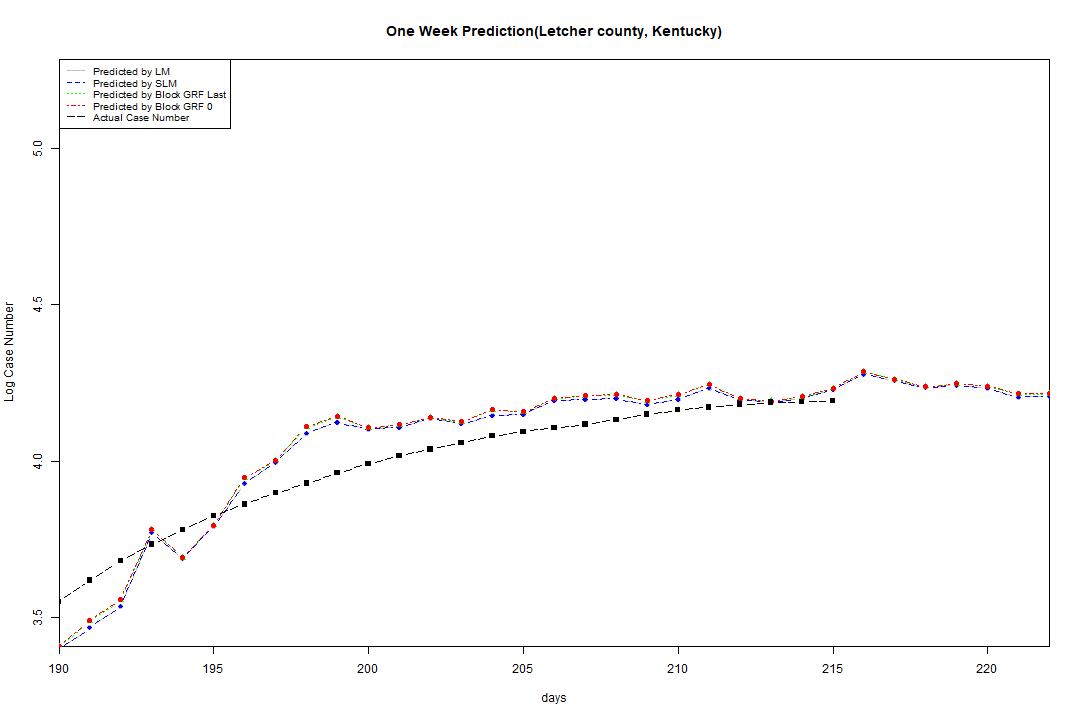 One Week Prediction(Letcher county, Kentucky)
Predicted by LM
Predicted by SLM
Predicted by Block GRF Last
Predicted by Block GRF 0
Actual Case Number
5.0
4.5
4.0
3.5
Log Case Number
190 195 200 205 210 215 220
days